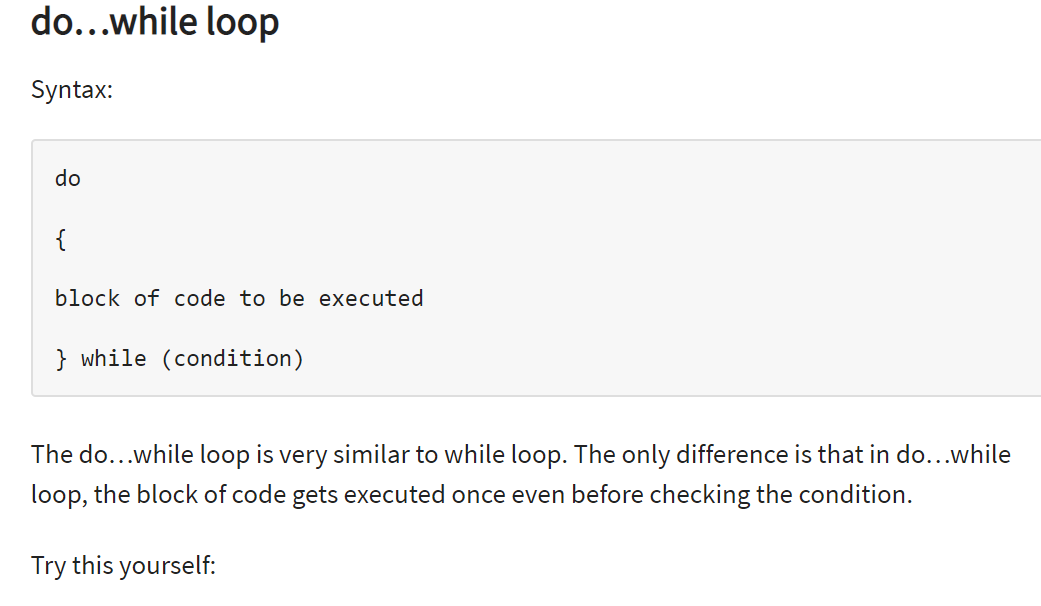 do...while loop
Syntax:
do
{
block of code to be executed
} while (condition)
The do...while loop is very similar to while loop. The only difference is that in do...while
loop, the block of code gets executed once even before checking the condition.
Try this yourself: